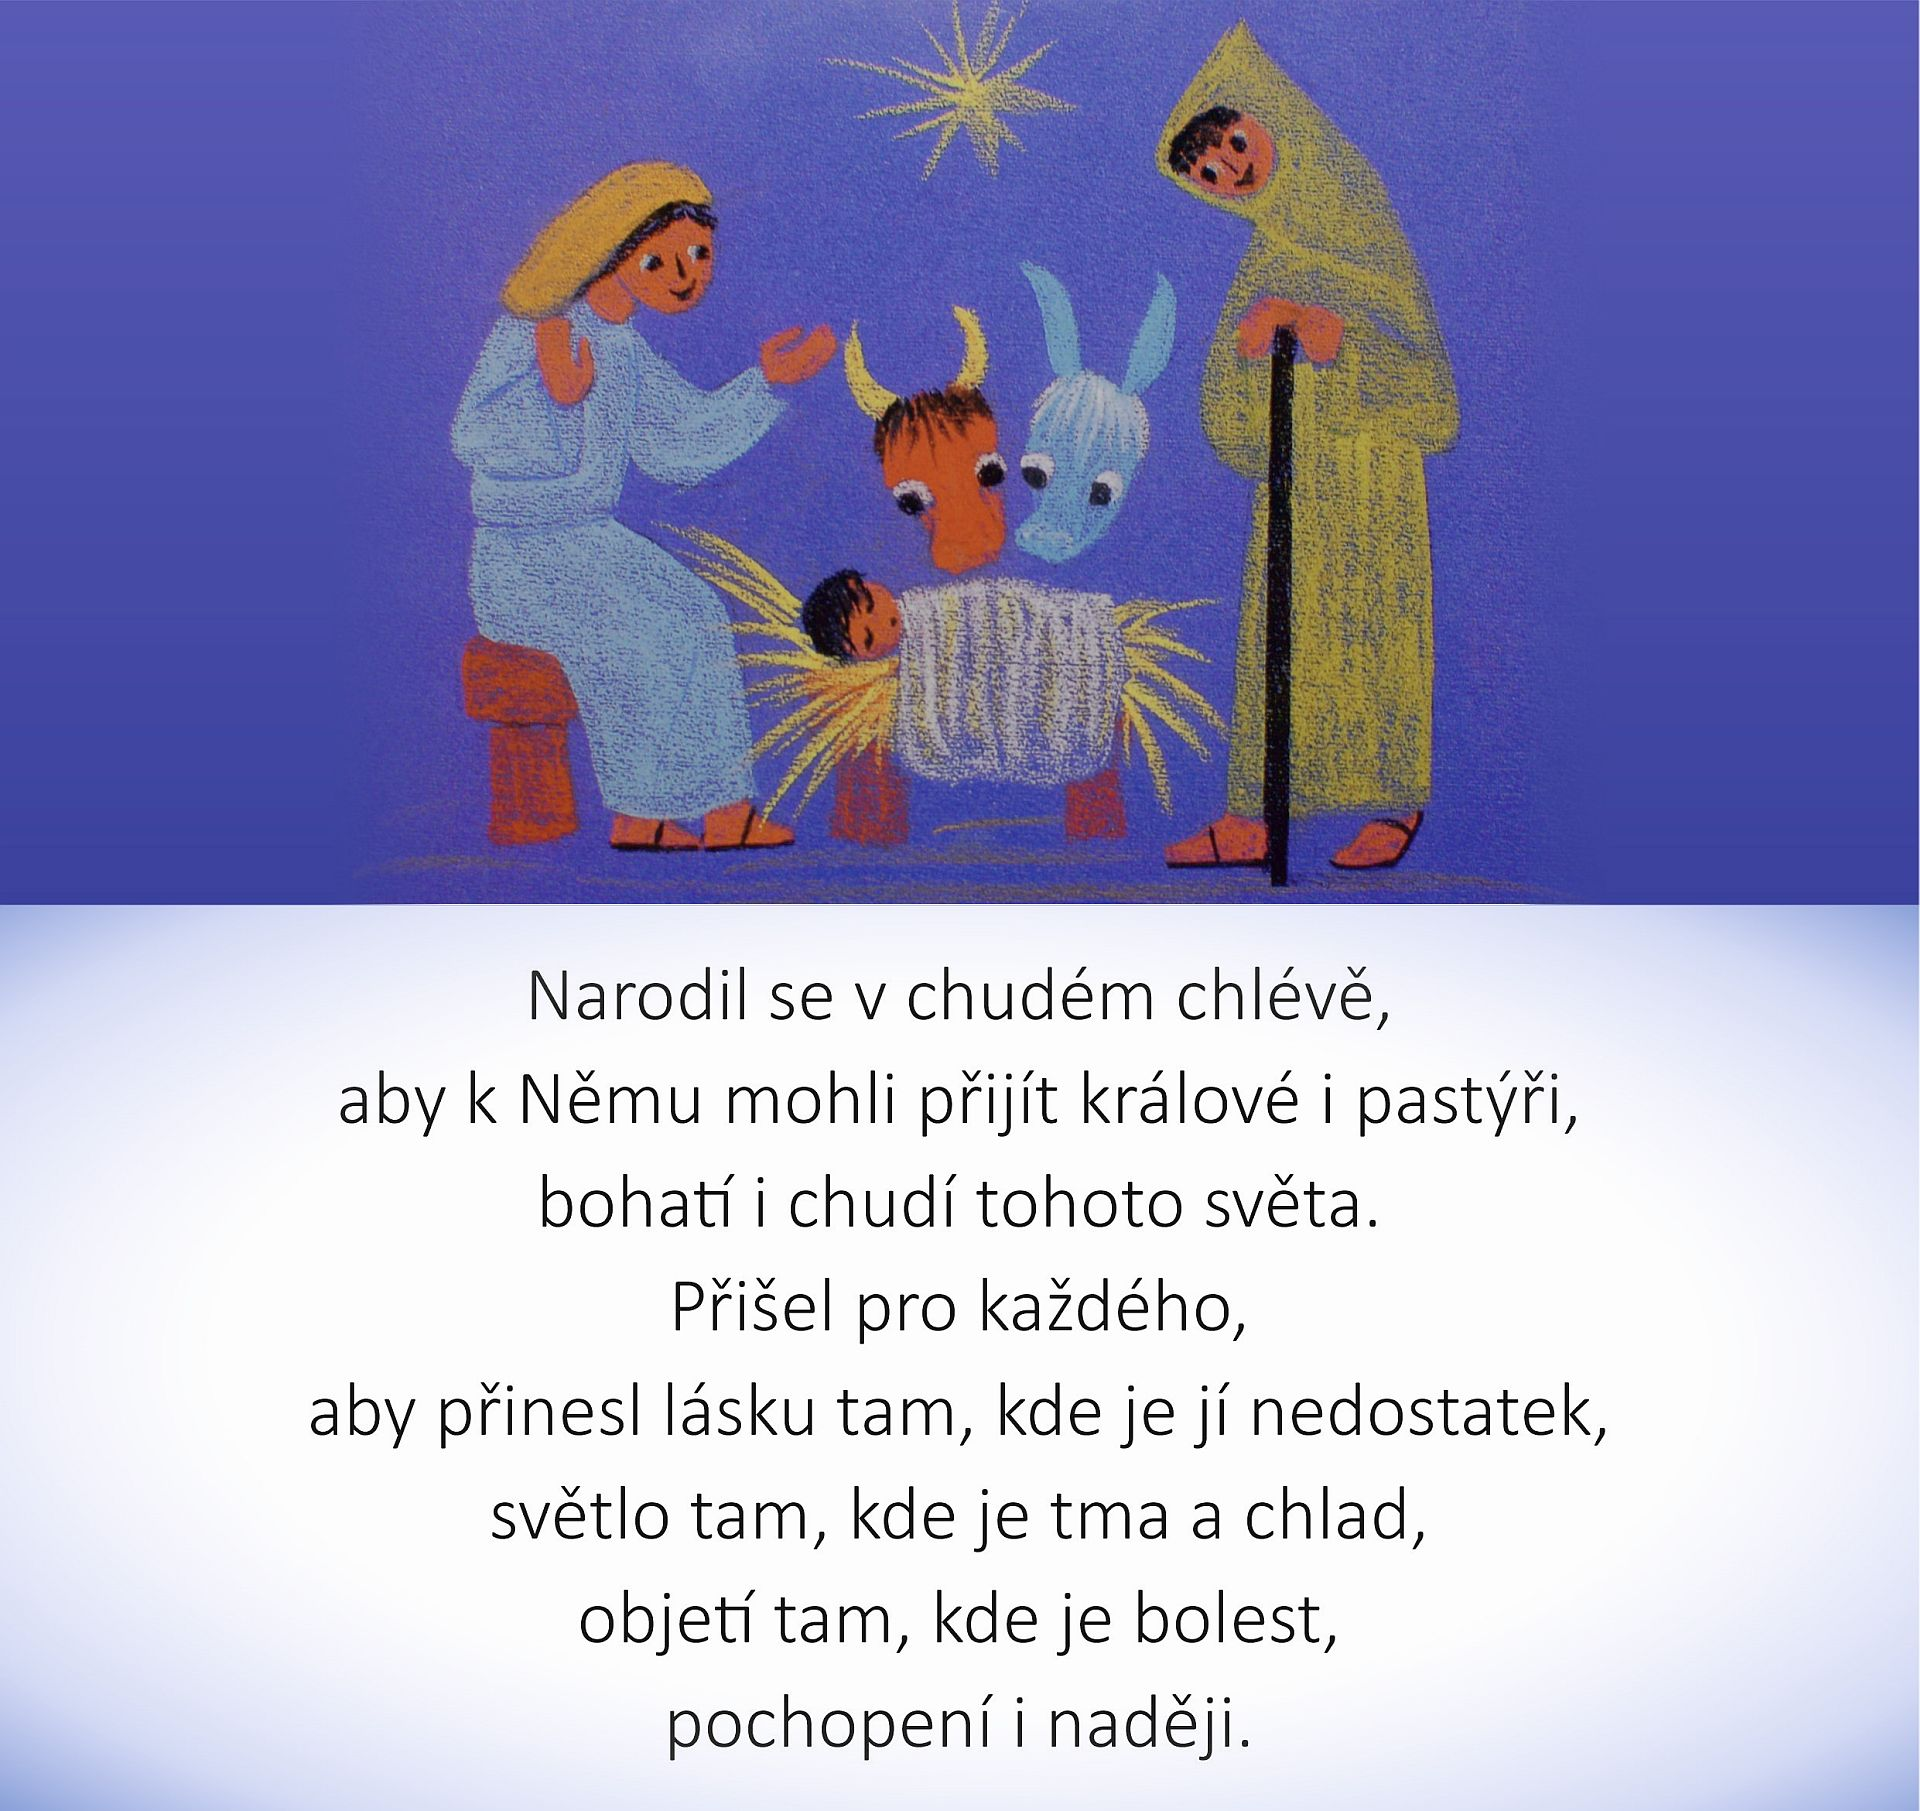 Narodil se v chudém chlévě,
aby k Němu mohli přijít králové i pastýři,
bohatí i chudí tohoto světa.
Přišel pro každého,
aby přinesl lásku tam, kde je jí nedostatek,
světlo tam, kde je tma a chlad,
objetí tam, kde je bolest,
pochopení i naději.